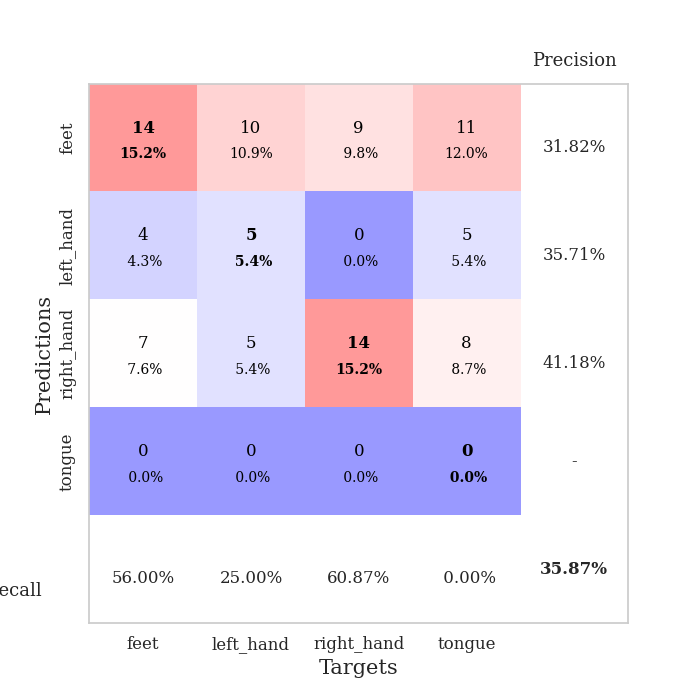 Precision
feet
14 10 9 11
15.2% 10.9% 9.8% 12.0%
31.82%
left_hand
4 5 0 5
4.3% 5.4% 0.0% 5.4%
35.71%
Predictions
right_hand
7 5 14 8
7.6% 5.4% 15.2% 8.7%
41.18%
tongue
0 0 0 0
0.0% 0.0% 0.0% 0.0%
-
ecall
56.00% 25.00% 60.87% 0.00%
35.87%
feet left_hand right_hand tongue
Targets